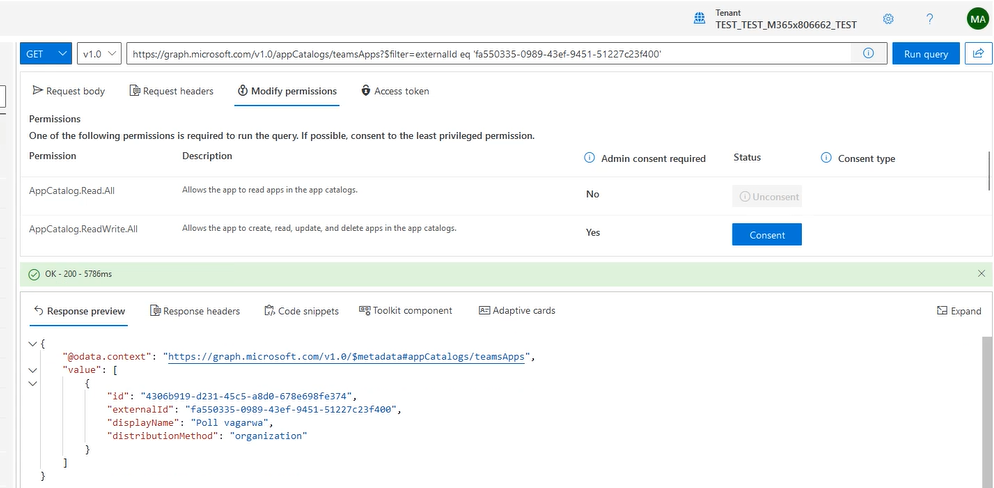 Tenant
TEST_TEST_M365x806662_TEST
?
MA
GET
v1.0
https://graph.microsoft.com/v1.0/appCatalogs/teamsApps?$filter=externalId eq 'fa550335-0989-43ef-9451-51227c23f400'
Run query
Request body
Request headers
Modify permissions
Access token
Permissions
One of the following permissions is required to run the query. If possible, consent to the least privileged permission.
Permission Description Admin consent required Status Consent type
AppCatalog.Read.All Allows the app to read apps in the app catalogs. No Unconsent
AppCatalog.ReadWrite.All Allows the app to create, read, update, and delete apps in the app catalogs. Yes Consent
OK - 200 - 5786ms
Response preview
Response headers
Code snippets
Toolkit component
Adaptive cards
Expand
{
"@odata.context": "https://graph.microsoft.com/v1.0/$metadata#appCatalogs/teamsApps",
"value": [
{
"id": "4306b919-d231-45c5-a8d0-678e698fe374",
"externalId": "fa550335-0989-43ef-9451-51227c23f400",
"displayName": "Poll vagarwa",
"distributionMethod": "organization"
}
]
}